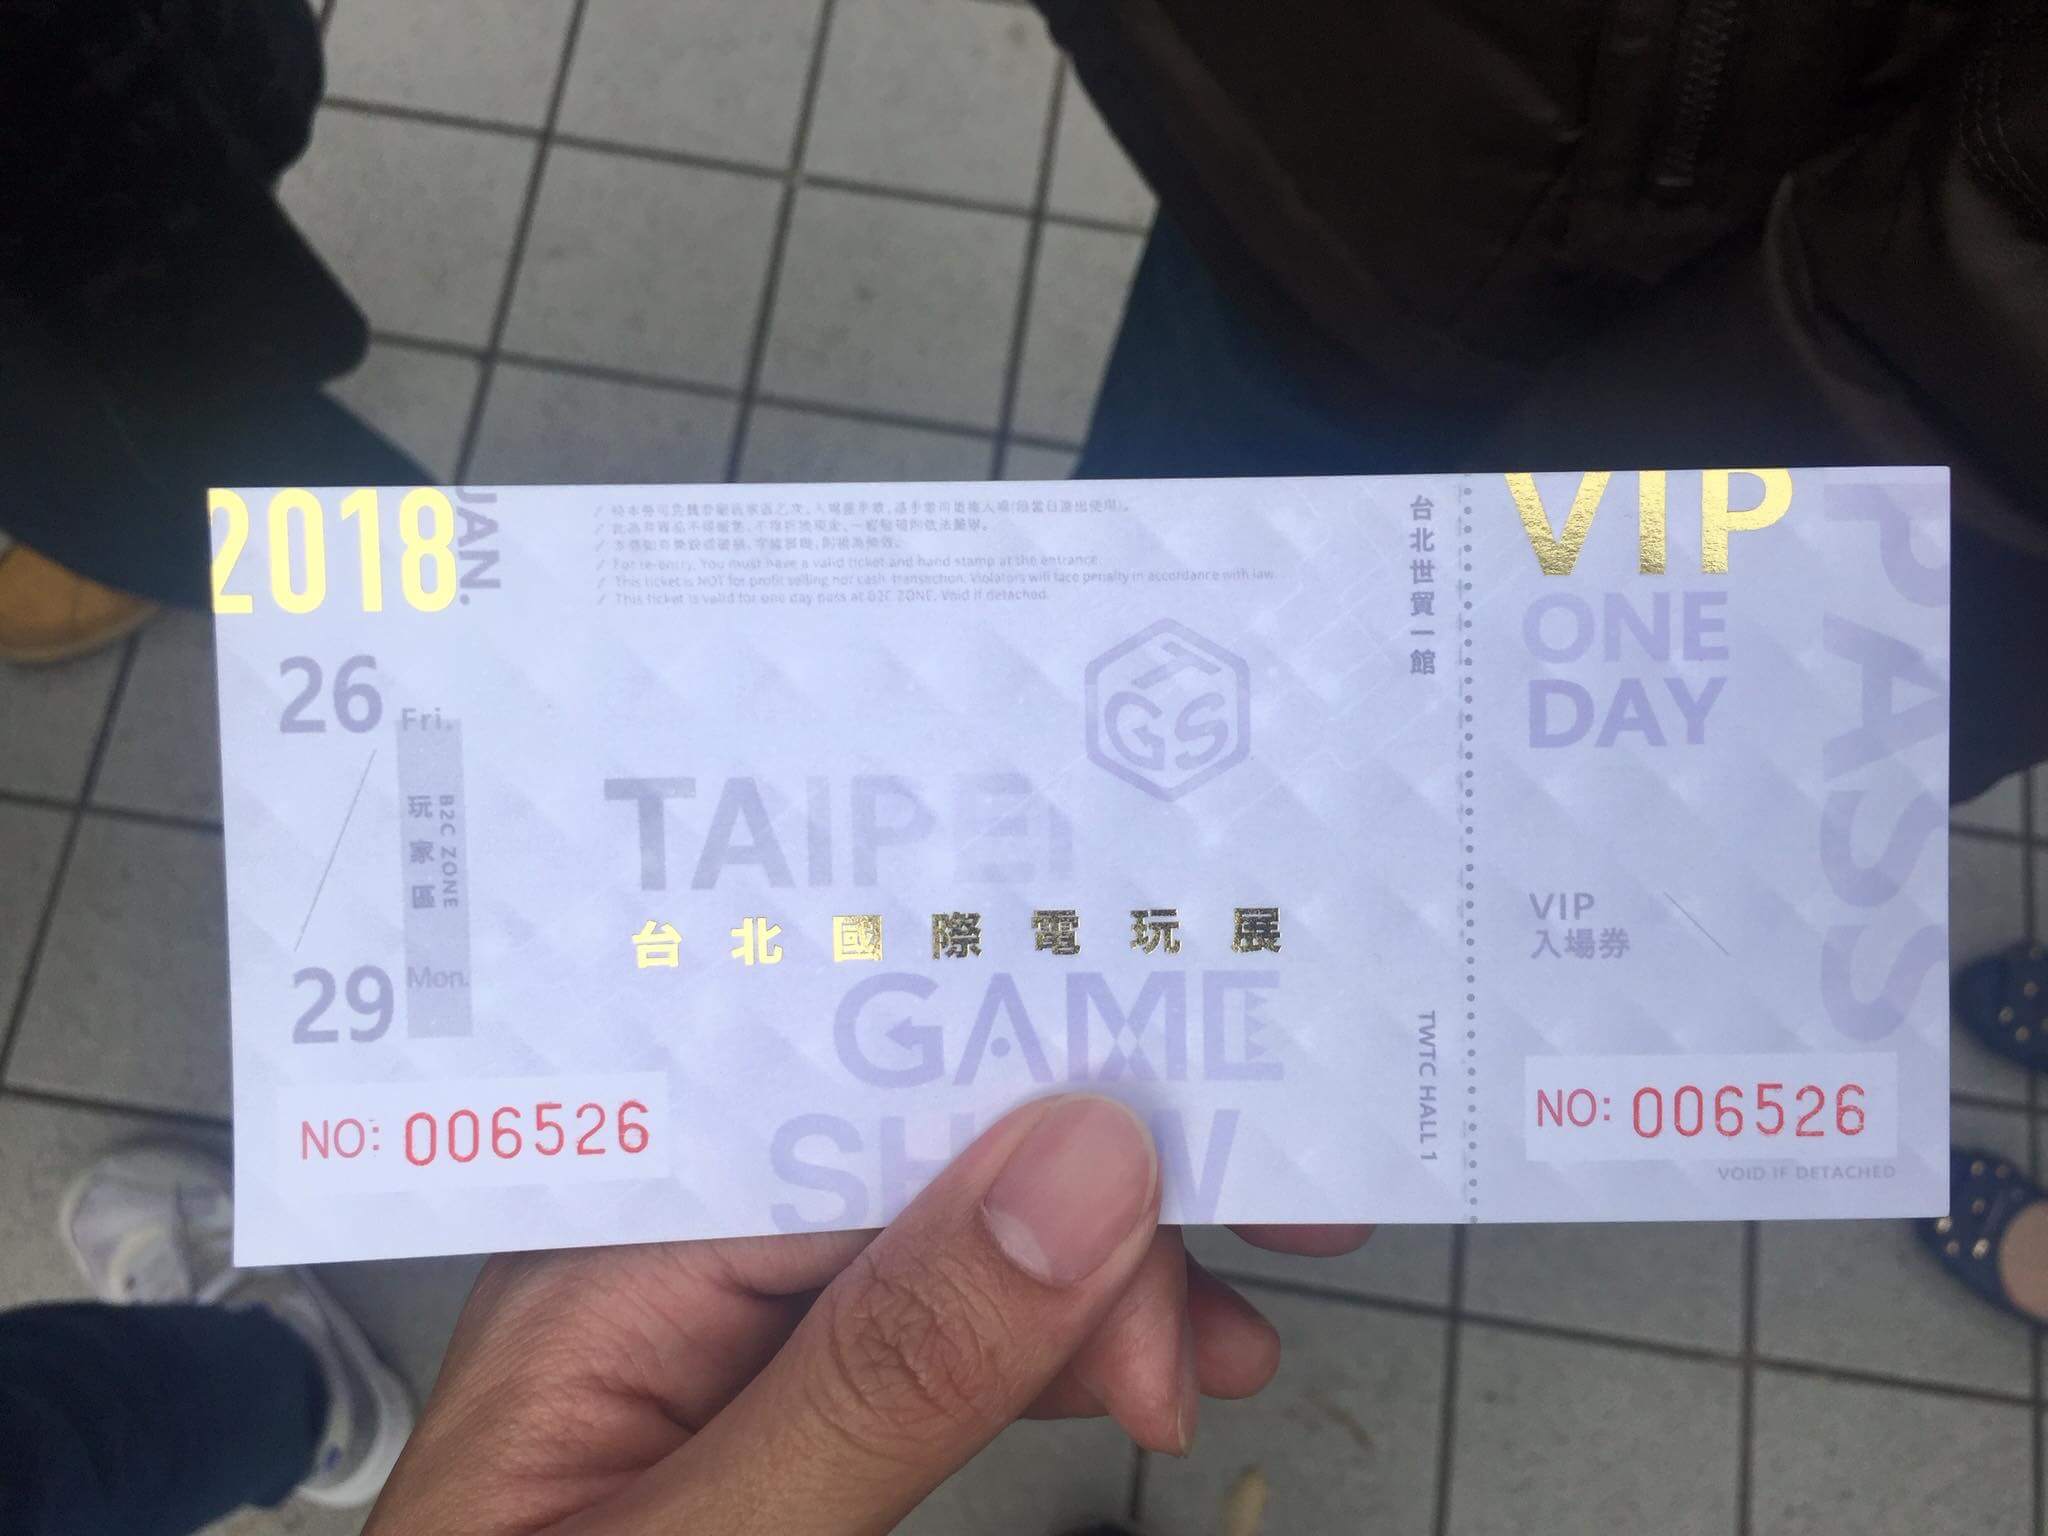 2018
JAN.
26 Fri.
玩家區
B2C ZONE
29 Mon.
NO: 006526
/ For re-entry, You must have a valid ticket and hand stamp at the entrance.
/ This ticket is NOT for profit selling nor cash transection. Violators will face penalty in accordance with law.
/ This ticket is valid for one day pass at B2C ZONE. Void if detached.
TGS
TAIPEI
台北國際電玩展
GAME
SHOW
台北世貿一館
TWTC HALL 1
VIP
ONE
DAY
PASS
VIP
入場券
NO: 006526
VOID IF DETACHED